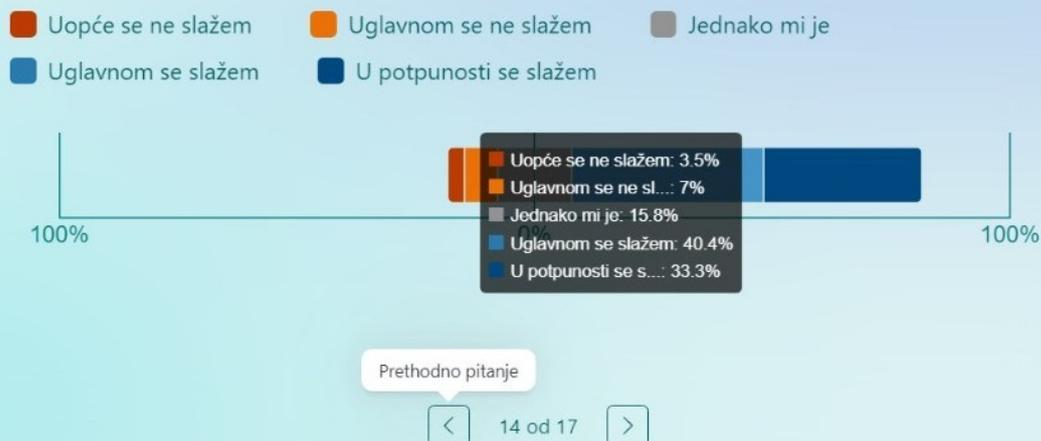 Uopće se ne slažem Uglavnom se ne slažem Jednako mi je
Uglavnom se slažem U potpunosti se slažem
Uopće se ne slažem: 3.5%
Uglavnom se ne sl...: 7%
Jednako mi je: 15.8%
Uglavnom se slažem: 40.4%
U potpunosti se s...: 33.3%
100% 0% 100%
Prethodno pitanje
< 14 od 17 >